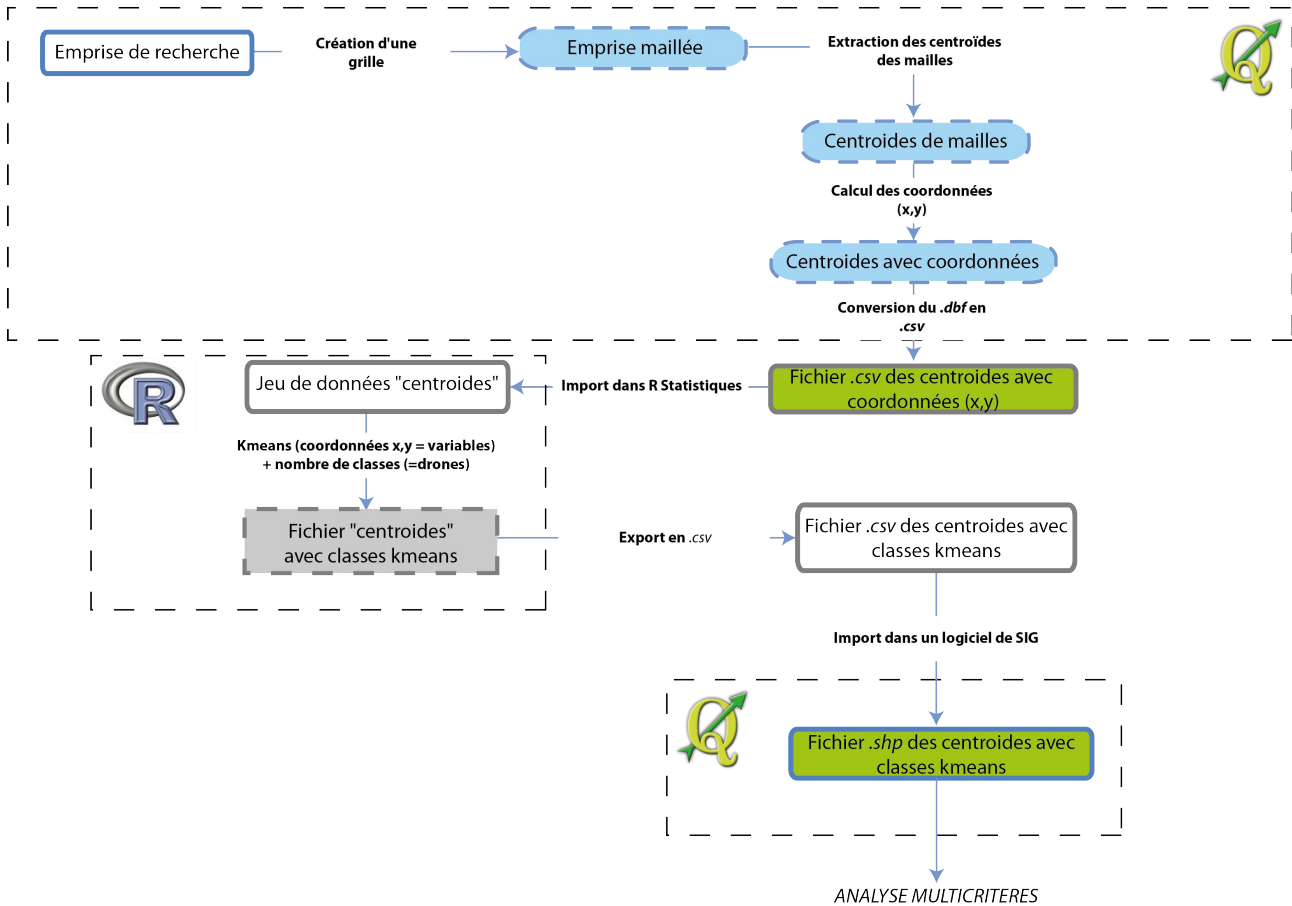 Emprise de recherche
Création d'une
grille
Emprise maillée
Extraction des centroïdes
des mailles
Centroides de mailles
Calcul des coordonnées
(x,y)
Centroides avec coordonnées
Conversion du .dbf en
.csv
Fichier .csv des centroides avec
coordonnées (x,y)
Import dans R Statistiques
Jeu de données "centroides"
R
Kmeans (coordonnées x,y = variables)
+ nombre de classes (=drones)
Fichier "centroides"
avec classes kmeans
Export en .csv
Fichier .csv des centroides avec
classes kmeans
Import dans un logiciel de SIG
Fichier .shp des centroides avec
classes kmeans
ANALYSE MULTICRITERES